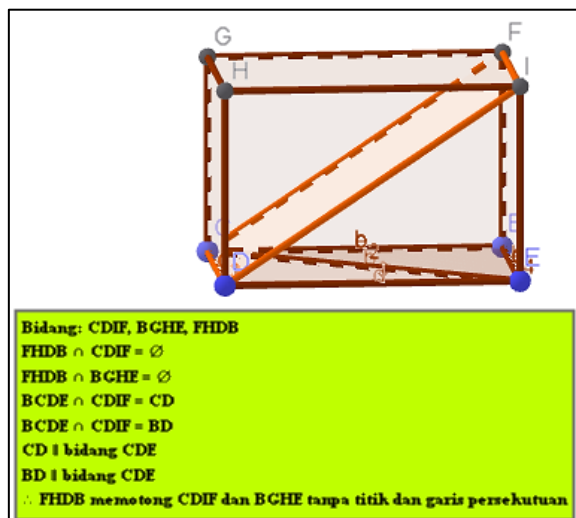 G
F
H
I
C
B
D
E
b
d
Bidang: CDIF, BGHE, FHDB
FHDB ∩ CDIF = ∅
FHDB ∩ BGHE = ∅
BCDE ∩ CDIF = CD
BCDE ∩ CDIF = BD
CD ∥ bidang CDE
BD ∥ bidang CDE
∴ FHDB memotong CDIF dan BGHE tanpa titik dan garis persekutuan